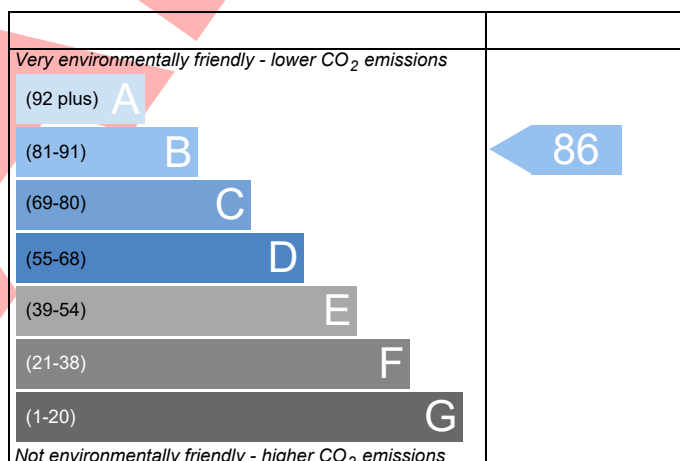 Very environmentally friendly - lower CO2 emissions
(92 plus) A
(81-91) B 86
(69-80) C
(55-68) D
(39-54) E
(21-38) F
(1-20) G
Not environmentally friendly - higher CO2 emissions